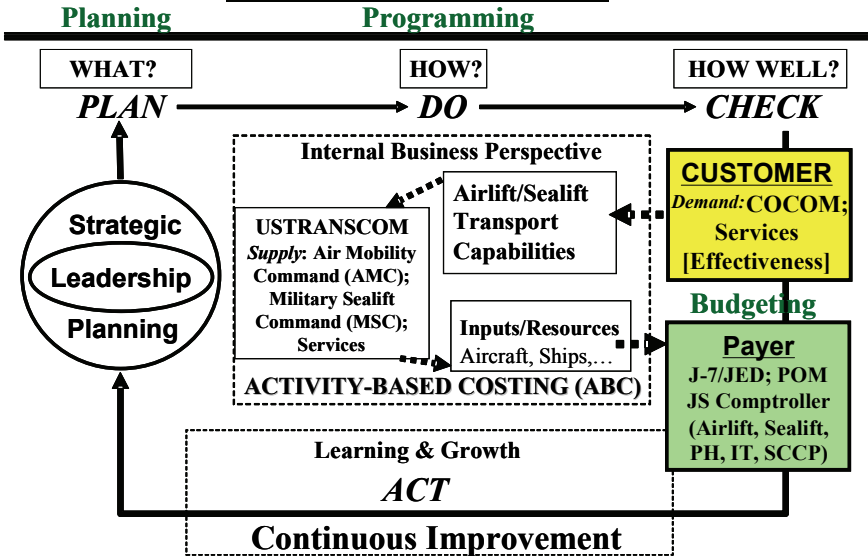 Planning
Programming
WHAT?
HOW?
HOW WELL?
PLAN
DO
CHECK
Internal Business Perspective
Strategic
Leadership
Planning
USTRANSCOM
Supply: Air Mobility
Command (AMC);
Military Sealift
Command (MSC);
Services
Airlift/Sealift
Transport
Capabilities
Inputs/Resources
Aircraft, Ships,…
ACTIVITY-BASED COSTING (ABC)
CUSTOMER
Demand: COCOM;
Services
[Effectiveness]
Budgeting
Payer
J-7/JED; POM
JS Comptroller
(Airlift, Sealift,
PH, IT, SCCP)
Learning & Growth
ACT
Continuous Improvement